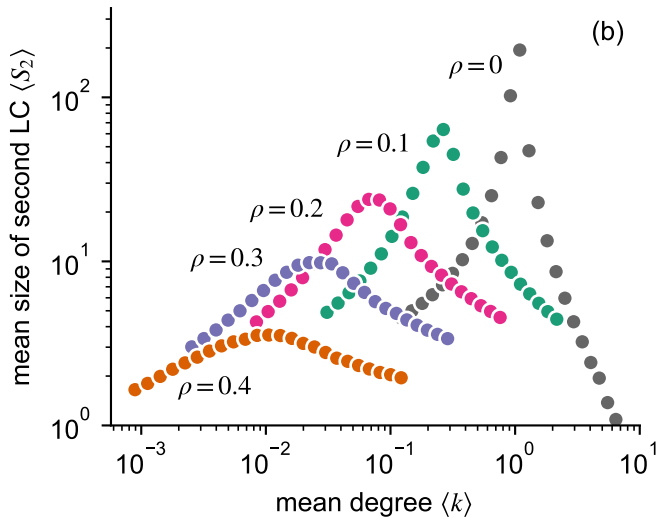 (b)
ρ = 0
ρ = 0.1
ρ = 0.2
ρ = 0.3
ρ = 0.4
mean size of second LC ⟨S₂⟩
10²
10¹
10⁰
10⁻³ 10⁻² 10⁻¹ 10⁰ 10¹
mean degree ⟨k⟩